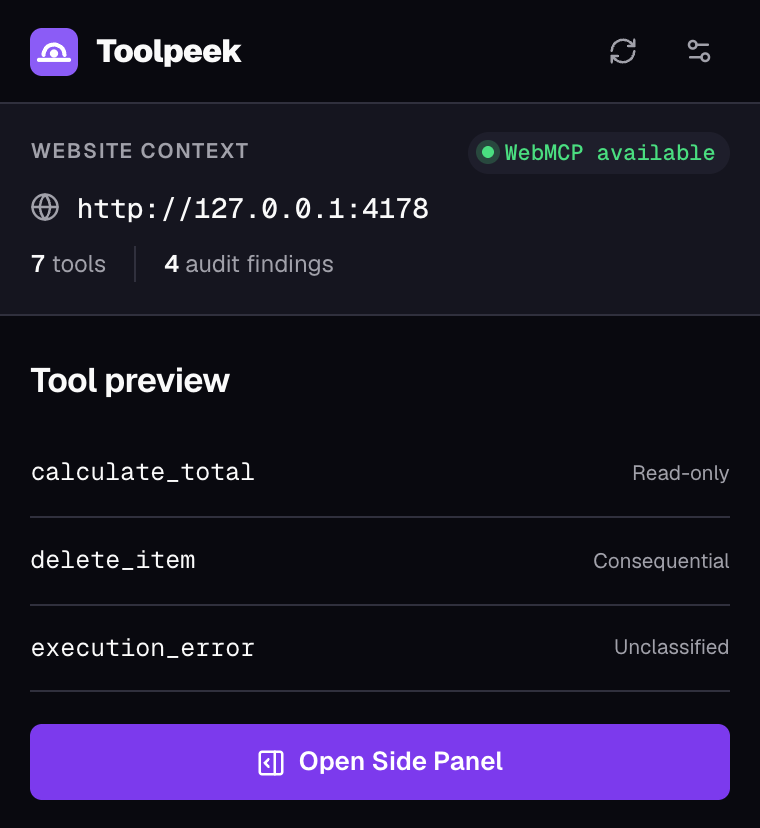 Toolpeek
WEBSITE CONTEXT
WebMCP available
http://127.0.0.1:4178
7 tools
4 audit findings
Tool preview
calculate_total
Read-only
delete_item
Consequential
execution_error
Unclassified
Open Side Panel